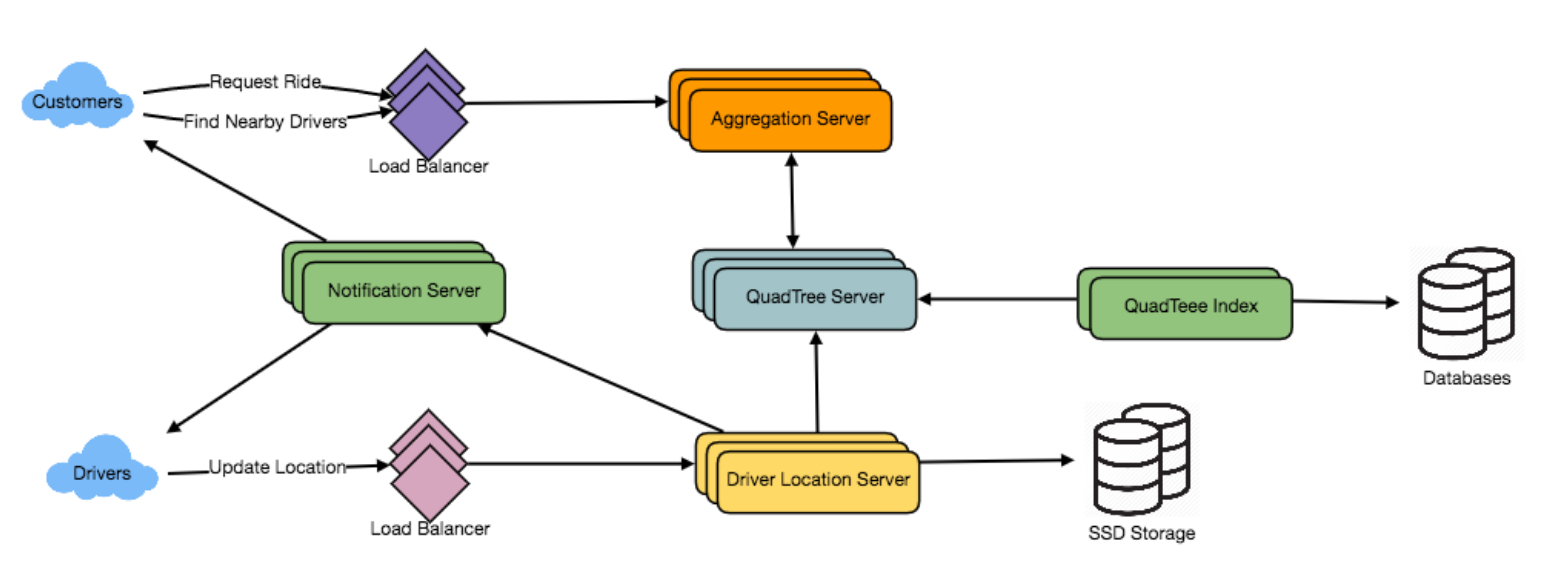 Customers
Request Ride
Find Nearby Drivers
Load Balancer
Aggregation Server
Notification Server
QuadTree Server
QuadTeee Index
Databases
Drivers
Update Location
Load Balancer
Driver Location Server
SSD Storage